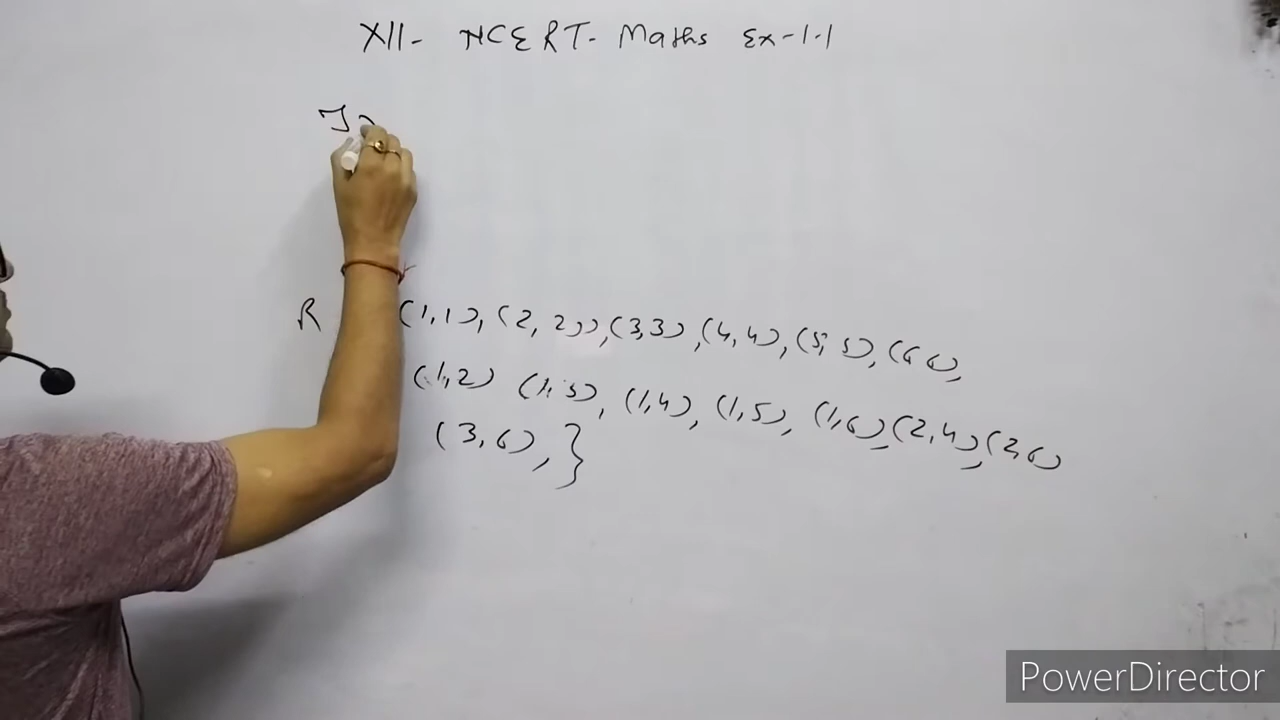 XII- NCERT- Maths Ex-1.1
R (1,1), (2, 2)),(3,3) ,(4,4), (5, 5), (6 6),
(1,2) (1,3), (1,4), (1,5), (1,6),(2,4),(2,6)
(3,6), }
PowerDirector